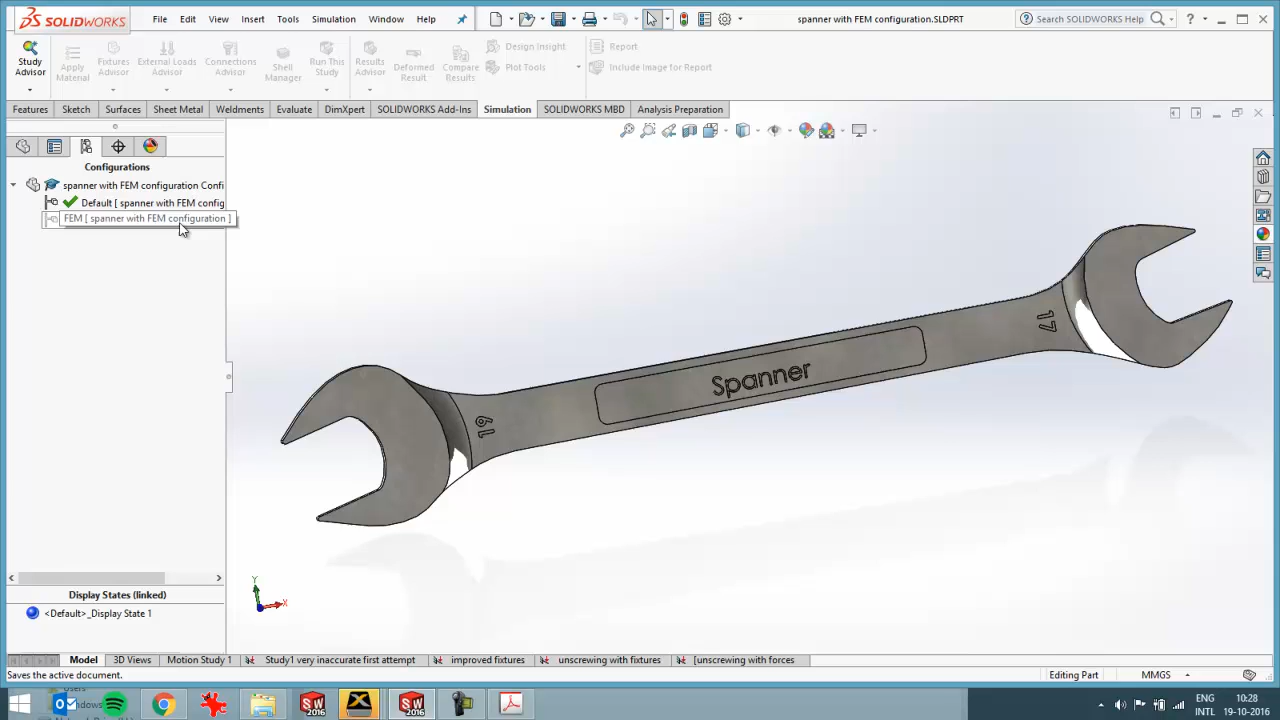 SOLIDWORKS
File Edit View Insert Tools Simulation Window Help
spanner with FEM configuration.SLDPRT
Search SOLIDWORKS Help
Study Advisor
Apply Material
Fixtures Advisor
External Loads Advisor
Connections Advisor
Shell Manager
Run This Study
Results Advisor
Deformed Result
Compare Results
Design Insight
Plot Tools
Report
Include Image for Report
Features Sketch Surfaces Sheet Metal Weldments Evaluate DimXpert SOLIDWORKS Add-Ins Simulation SOLIDWORKS MBD Analysis Preparation
Configurations
spanner with FEM configuration Confi
Default [ spanner with FEM config
FEM [ spanner with FEM configuration ]
17
Spanner
19
Y
X
Display States (linked)
<Default>_Display State 1
Model 3D Views Motion Study 1 Study1 very inaccurate first attempt improved fixtures unscrewing with fixtures [unscrewing with forces
Saves the active document.
Editing Part
MMGS
SW 2016
SW 2016
ENG
INTL
10:28
19-10-2016